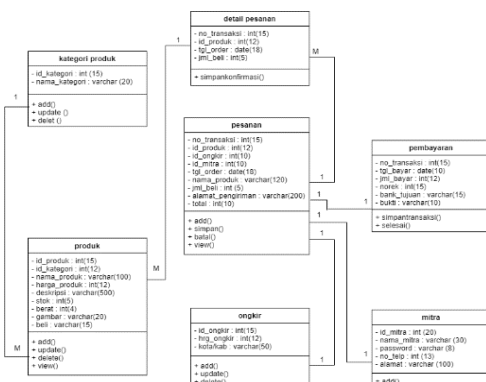 detail pesanan
- no_transaksi : int(15)
- id_produk : int(12)
- tgl_order : date(18)
- jml_beli : int(5)
+ simpankonfirmasi()
1
M
kategori produk
- id_kategori : int (15)
- nama_kategori : varchar (20)
+ add()
+ update ()
+ delet ()
1
pesanan
- no_transaksi : int(15)
- id_produk : int(12)
- id_ongkir : int(10)
- id_mitra : int(10)
- tgl_order : date(18)
- nama_produk : varchar(120)
- jml_beli : int (5)
- alamat_pengiriman : varchar(200)
- total : int(10)
+ add()
+ simpan()
+ batal()
+ view()
1
1
1
1
pembayaran
- no_transaksi : int(15)
- tgl_bayar : date(10)
- jml_bayar : int(12)
- norek : int(15)
- bank_tujuan : varchar(15)
- bukti : varchar(10)
+ simpantransaksi()
+ selesai()
1
produk
- id_produk : int(15)
- id_kategori : int(12)
- nama_produk : varchar(100)
- harga_produk : int(12)
- deskripsi : varchar(500)
- stok : int(5)
- berat : int(4)
- gambar : varchar(20)
- beli : varchar(15)
+ add()
+ update()
+ delete()
+ view()
M
M
ongkir
- id_ongkir : int(15)
- hrg_ongkir : int(12)
- kota/kab : varchar(50)
+ add()
+ update()
+ delete()
1
mitra
- id_mitra : int (20)
- nama_mitra : varchar (30)
- password : varchar (8)
- no_telp : int (13)
- alamat : varchar (100)
+ add()
1